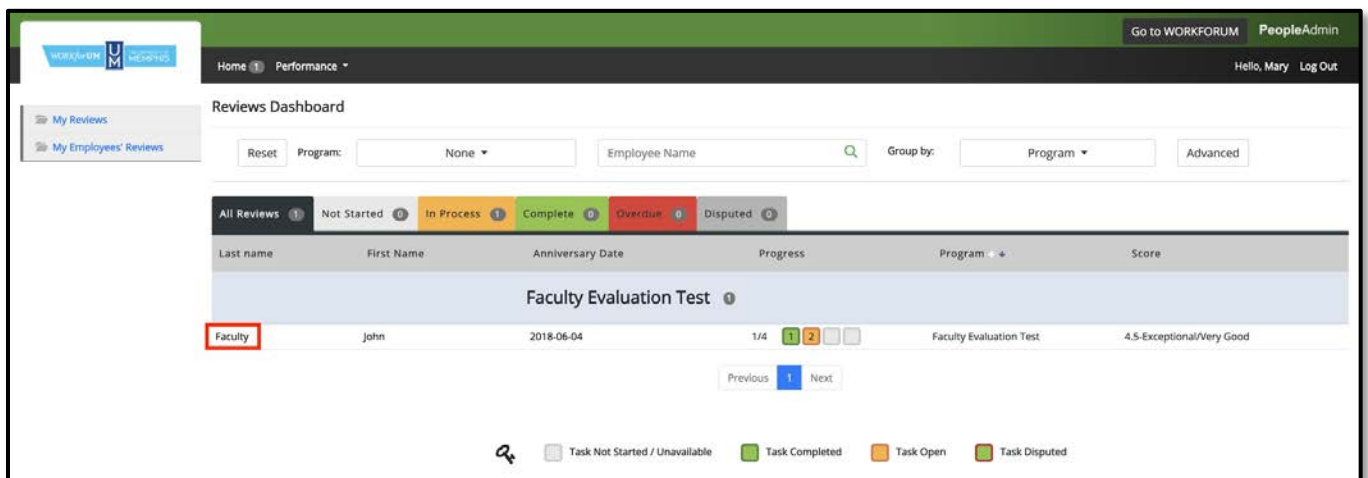 Go to WORKFORUM PeopleAdmin
WORKforUM UM
MEMPHIS
Home 1 Performance
Hello, Mary Log Out
My Reviews
My Employees' Reviews
Reviews Dashboard
Reset Program: None Employee Name Group by: Program Advanced
All Reviews 1 Not Started 0 In Process 1 Complete 0 Overdue 0 Disputed 0
Last name First Name Anniversary Date Progress Program Score
Faculty Evaluation Test 1
Faculty John 2018-06-04 1/4 1 2 Faculty Evaluation Test 4.5-Exceptional/Very Good
Previous 1 Next
Task Not Started / Unavailable Task Completed Task Open Task Disputed